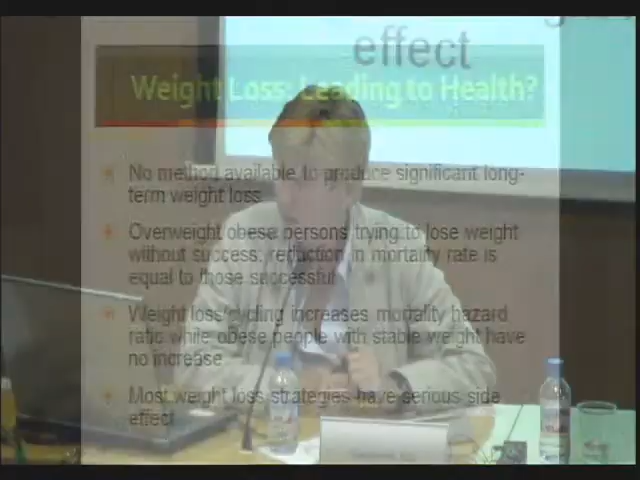 effect
Weight Loss: Leading to Health?
No method available to produce significant long-
term weight loss
Overweight obese persons trying to lose weight
without success: reduction in mortality rate is
equal to those successful
Weight loss/cycling increases mortality hazard
ratio while obese people with stable weight have
no increase
Most weight loss strategies have serious side
effect